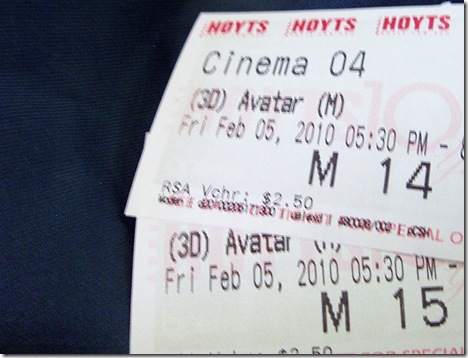 HOYTS HOYTS HOYTS
Cinema 04
(3D) Avatar (M)
Fri Feb 05, 2010 05:30 PM -
M 14
RSA Vchr: $2.50
(3D) Avatar (M)
Fri Feb 05, 2010 05:30 PM -
M 15